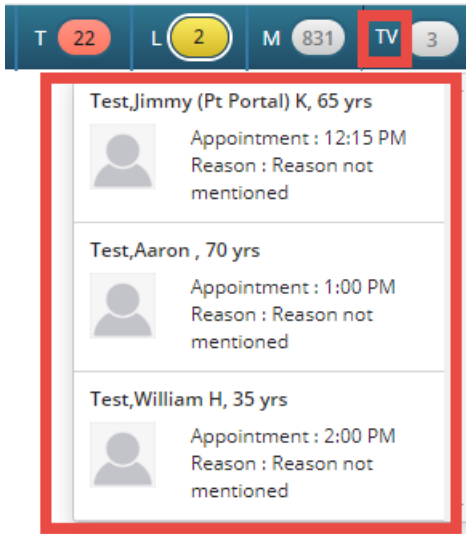 T 22 L 2 M 831 TV 3
Test,Jimmy (Pt Portal) K, 65 yrs
Appointment : 12:15 PM
Reason : Reason not
mentioned
Test,Aaron , 70 yrs
Appointment : 1:00 PM
Reason : Reason not
mentioned
Test,William H, 35 yrs
Appointment : 2:00 PM
Reason : Reason not
mentioned